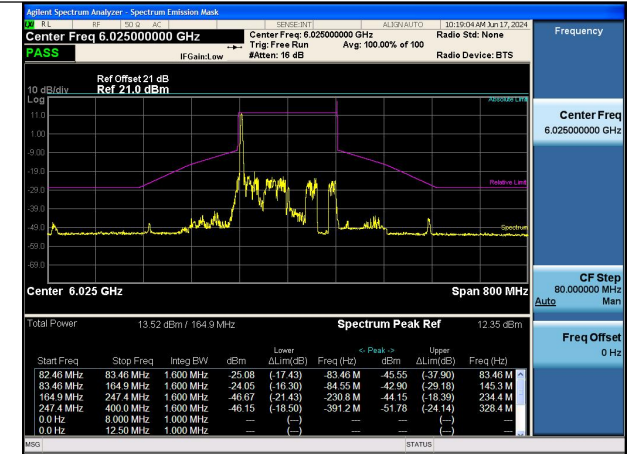 Agilent Spectrum Analyzer - Spectrum Emission Mask
RL RF 50 Ω AC SENSE:INT ALIGN AUTO 10:19:04 AM Jun 17, 2024
Center Freq 6.025000000 GHz Center Freq: 6.025000000 GHz Radio Std: None
Trig: Free Run Avg: 100.00% of 100
PASS IFGain:Low #Atten: 16 dB Radio Device: BTS
Ref Offset 21 dB
10 dB/div Ref 21.0 dBm
Log
Absolute Limit
11.0
1.00
-9.00
-19.0
Relative Limit
-29.0
-39.0
-49.0
Spectrum
-59.0
-69.0
Center 6.025 GHz Span 800 MHz
Total Power 13.52 dBm / 164.9 MHz Spectrum Peak Ref 12.35 dBm
Lower <- Peak -> Upper
Start Freq Stop Freq Integ BW dBm ΔLim(dB) Freq (Hz) dBm ΔLim(dB) Freq (Hz)
82.46 MHz 83.46 MHz 1.600 MHz -25.08 (-17.43) -83.46 M -45.55 (-37.90) 83.46 M
83.46 MHz 164.9 MHz 1.600 MHz -24.05 (-16.30) -84.55 M -42.90 (-29.18) 145.3 M
164.9 MHz 247.4 MHz 1.600 MHz -46.67 (-21.43) -230.8 M -44.15 (-18.39) 234.4 M
247.4 MHz 400.0 MHz 1.600 MHz -46.15 (-18.50) -391.2 M -51.78 (-24.14) 328.4 M
0.0 Hz 8.000 MHz 1.000 MHz --- (---) --- --- (---) ---
0.0 Hz 12.50 MHz 1.000 MHz --- (---) --- --- (---) ---
MSG STATUS
Frequency
Center Freq
6.025000000 GHz
CF Step
80.000000 MHz
Auto Man
Freq Offset
0 Hz